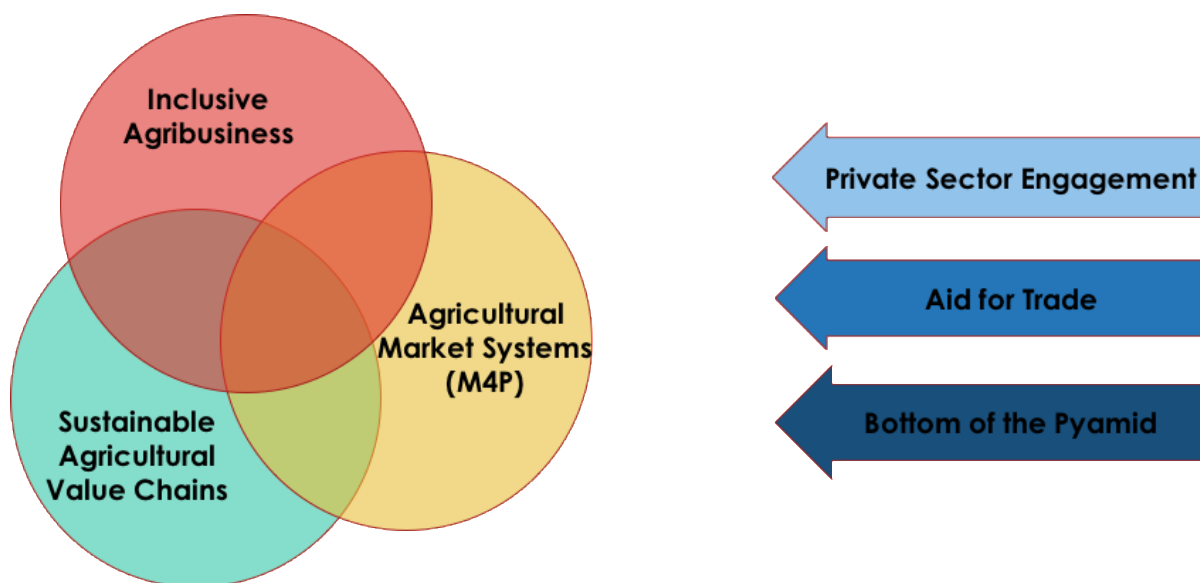 Inclusive
Agribusiness
Agricultural
Market Systems
(M4P)
Sustainable
Agricultural
Value Chains
Private Sector Engagement
Aid for Trade
Bottom of the Pyamid